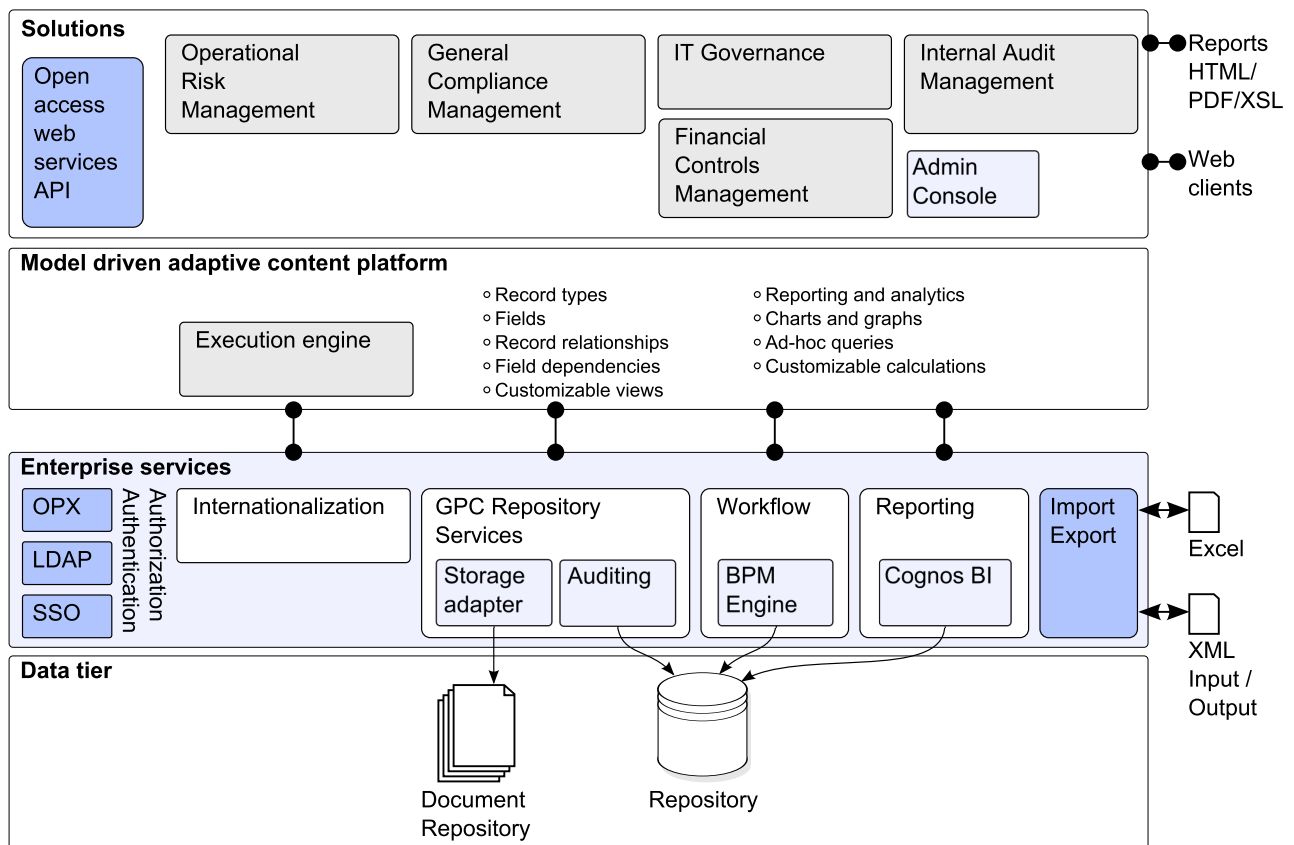 Solutions
Open
access
web
services
API
Operational
Risk
Management
General
Compliance
Management
IT Governance
Financial
Controls
Management
Internal Audit
Management
Admin
Console
Reports
HTML/
PDF/XSL
Web
clients
Model driven adaptive content platform
Execution engine
Record types
Fields
Record relationships
Field dependencies
Customizable views
Reporting and analytics
Charts and graphs
Ad-hoc queries
Customizable calculations
Enterprise services
OPX
LDAP
SSO
Authorization
Authentication
Internationalization
GPC Repository
Services
Storage
adapter
Auditing
Workflow
BPM
Engine
Reporting
Cognos BI
Import
Export
Excel
XML
Input /
Output
Data tier
Document
Repository
Repository